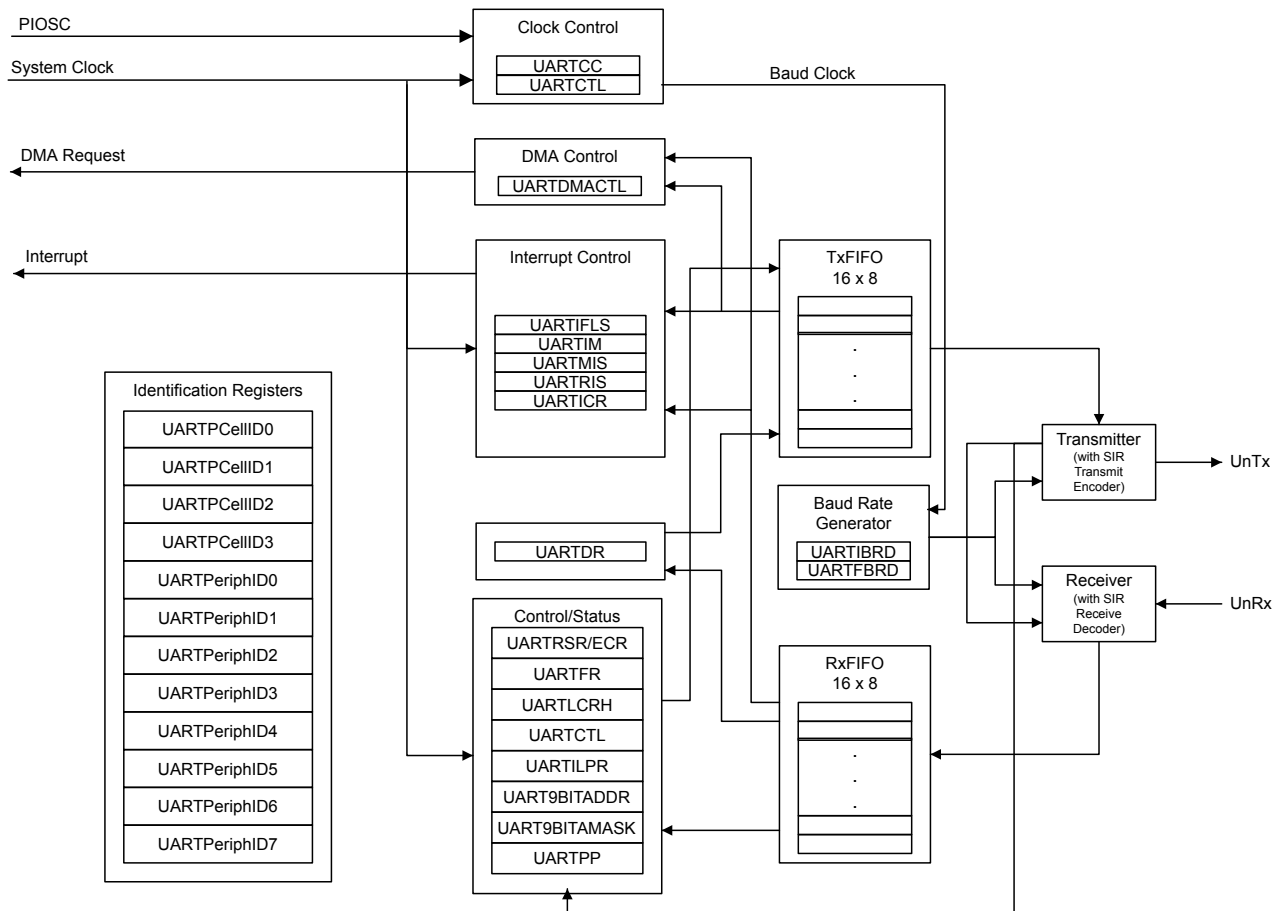 PIOSC
Clock Control
System Clock
UARTCC
UARTCTL
Baud Clock
DMA Request
DMA Control
UARTDMACTL
Interrupt
Interrupt Control
UARTIFLS
UARTIM
UARTMIS
UARTRIS
UARTICR
TxFIFO
16 x 8
.
.
.
Identification Registers
UARTPCellID0
UARTPCellID1
UARTPCellID2
UARTPCellID3
UARTPeriphID0
UARTPeriphID1
UARTPeriphID2
UARTPeriphID3
UARTPeriphID4
UARTPeriphID5
UARTPeriphID6
UARTPeriphID7
UARTDR
Baud Rate
Generator
UARTIBRD
UARTFBRD
Transmitter
(with SIR
Transmit
Encoder)
UnTx
Receiver
(with SIR
Receive
Decoder)
UnRx
Control/Status
UARTRSR/ECR
UARTFR
UARTLCRH
UARTCTL
UARTILPR
UART9BITADDR
UART9BITAMASK
UARTPP
RxFIFO
16 x 8
.
.
.